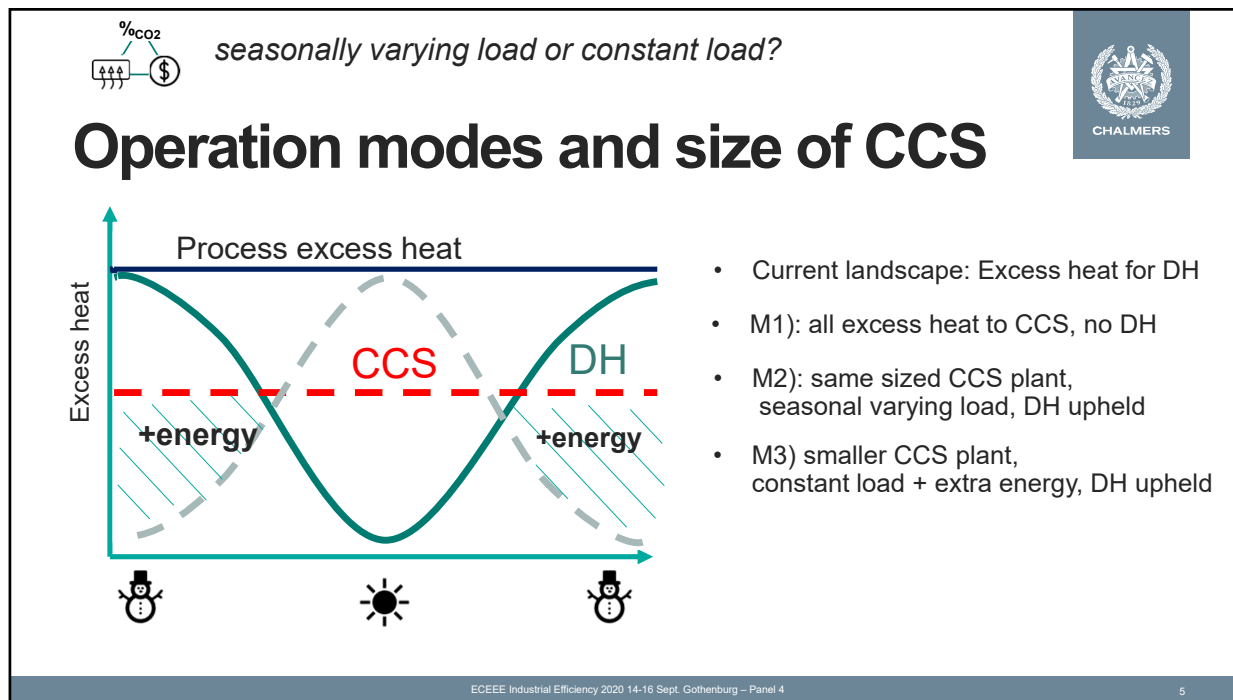 %CO2
$
seasonally varying load or constant load?
AVANCEZ
1829
CHALMERS
Operation modes and size of CCS
Process excess heat
Excess heat
CCS
DH
+energy
+energy
• Current landscape: Excess heat for DH
• M1): all excess heat to CCS, no DH
• M2): same sized CCS plant,
seasonal varying load, DH upheld
• M3) smaller CCS plant,
constant load + extra energy, DH upheld
ECEEE Industrial Efficiency 2020 14-16 Sept. Gothenburg – Panel 4
5